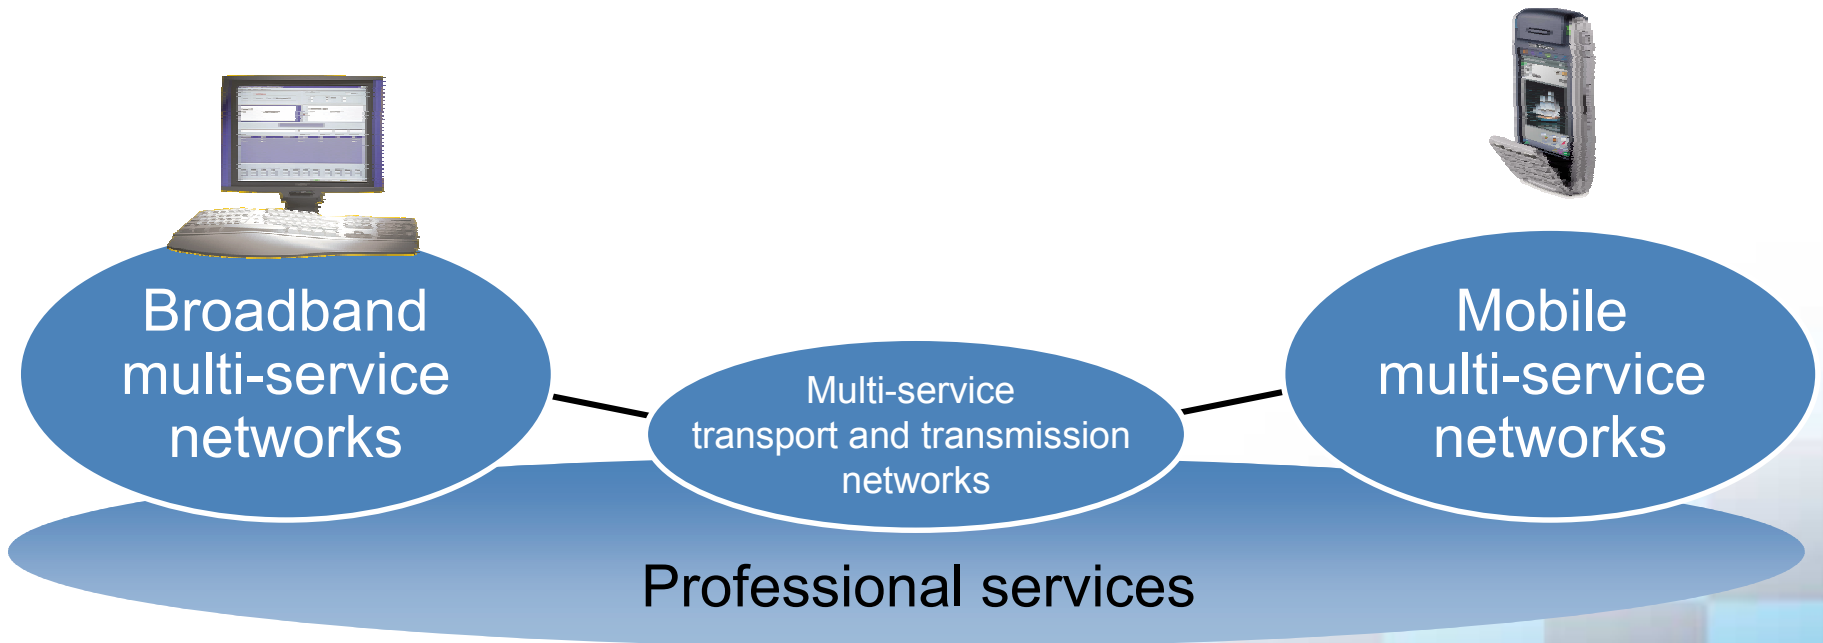 Broadband
multi-service
networks
Multi-service
transport and transmission
networks
Mobile
multi-service
networks
Professional services